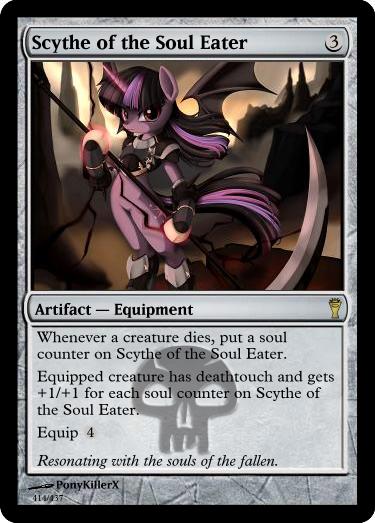 Scythe of the Soul Eater 3
Artifact — Equipment
Whenever a creature dies, put a soul
counter on Scythe of the Soul Eater.
Equipped creature has deathtouch and gets
+1/+1 for each soul counter on Scythe of
the Soul Eater.
Equip 4
Resonating with the souls of the fallen.
PonyKillerX
414/437